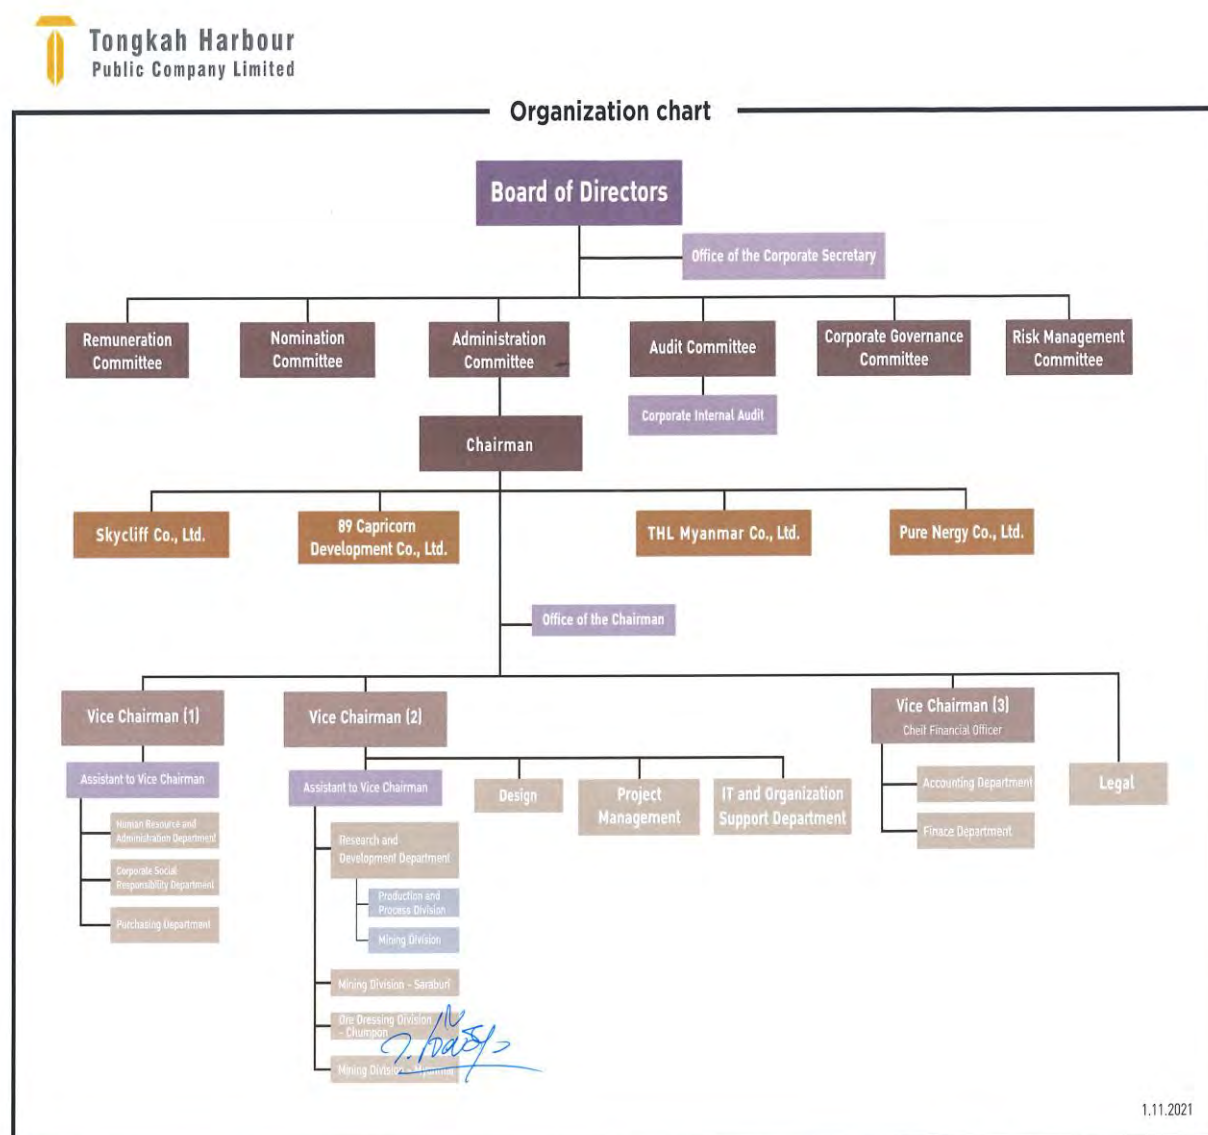 Tongkah Harbour
Public Company Limited
Organization chart
Board of Directors
Office of the Corporate Secretary
Remuneration
Committee
Nomination
Committee
Administration
Committee
Audit Committee
Corporate Governance
Committee
Risk Management
Committee
Corporate Internal Audit
Chairman
Skycliff Co., Ltd.
89 Capricorn
Development Co., Ltd.
THL Myanmar Co., Ltd.
Pure Nergy Co., Ltd.
Office of the Chairman
Vice Chairman (1)
Vice Chairman (2)
Vice Chairman (3)
Cheif Financial Officer
Assistant to Vice Chairman
Human Resource and
Administration Department
Corporate Social
Responsibility Department
Purchasing Department
Assistant to Vice Chairman
Design
Project
Management
IT and Organization
Support Department
Accounting Department
Finace Department
Legal
Research and
Development Department
Production and
Process Division
Mining Division
Mining Division - Saraburi
Ore Dressing Division
- Chumpon
Mining Division - Myanmar
1.11.2021